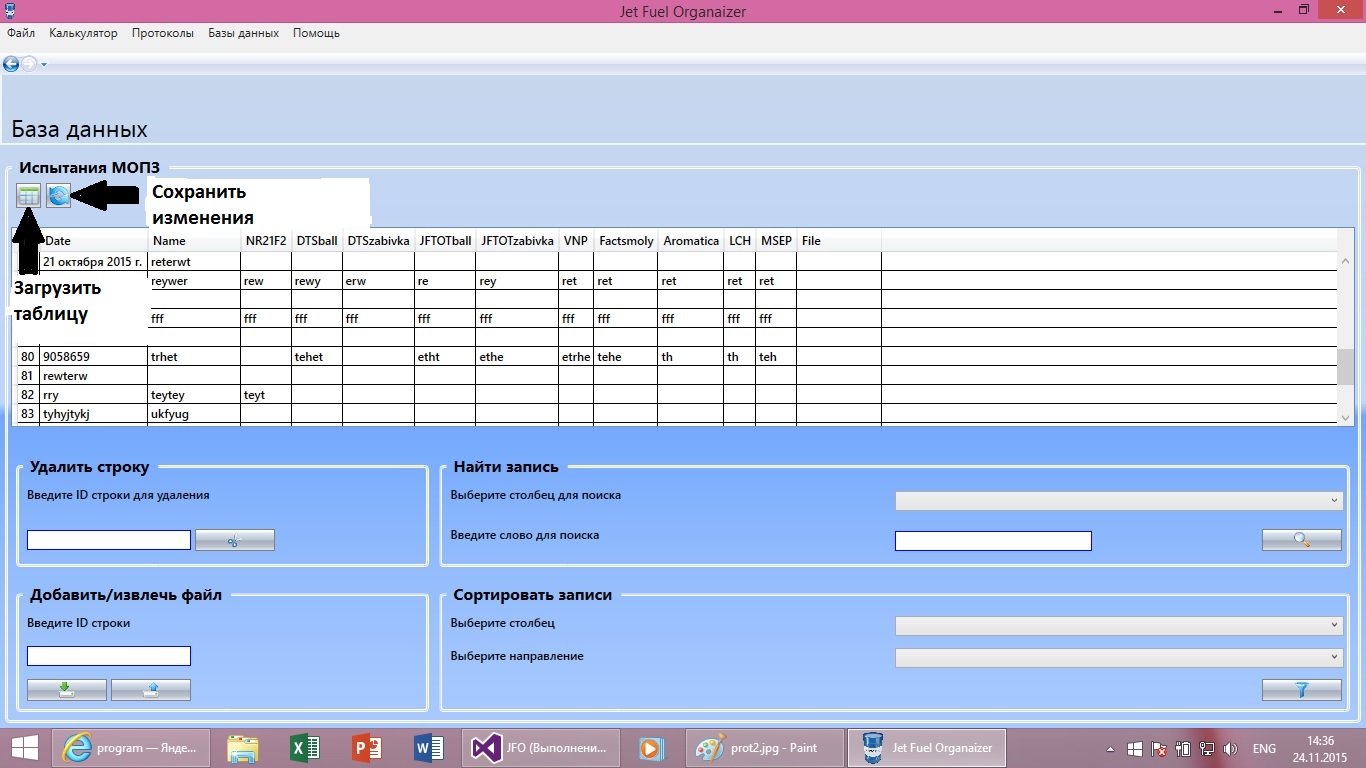 Jet Fuel Organaizer
Файл Калькулятор Протоколы Базы данных Помощь
База данных
Испытания МОПЗ
Сохранить
изменения
Date Name NR21F2 DTSball DTSzabivka JFTOTball JFTOTzabivka VNP Factsmoly Aromatica LCH MSEP File
21 октября 2015 г. reterwt
reywer rew rewy erw re rey ret ret ret ret ret
Загрузить
таблицу
fff fff fff fff fff fff fff fff fff fff fff
80 9058659 trhet tehet etht ethe etrhe tehe th th teh
81 rewterw
82 rry teytey teyt
83 tyhyjtykj ukfyug
Удалить строку
Введите ID строки для удаления
Найти запись
Выберите столбец для поиска
Введите слово для поиска
Добавить/извлечь файл
Введите ID строки
Сортировать записи
Выберите столбец
Выберите направление
program — Янде... JFO (Выполнени... prot2.jpg - Paint Jet Fuel Organaizer ENG 14:36
24.11.2015